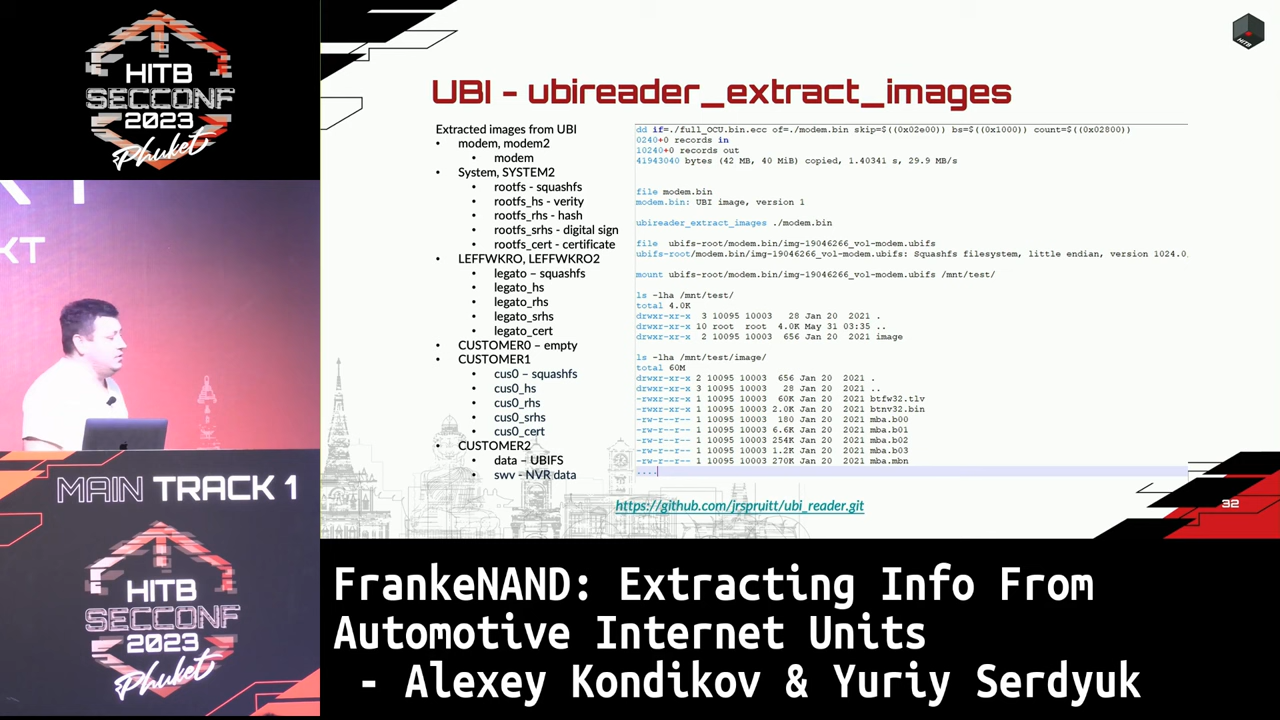 HITB
SECCONF
2023
Phuket
MAIN TRACK 1
HITB
SECCONF
2023
Phuket
HITB
UBI - ubireader_extract_images
Extracted images from UBI
• modem, modem2
• modem
• System, SYSTEM2
• rootfs - squashfs
• rootfs_hs - verity
• rootfs_rhs - hash
• rootfs_srhs - digital sign
• rootfs_cert - certificate
• LEFFWKRO, LEFFWKRO2
• legato – squashfs
• legato_hs
• legato_rhs
• legato_srhs
• legato_cert
• CUSTOMER0 – empty
• CUSTOMER1
• cus0 – squashfs
• cus0_hs
• cus0_rhs
• cus0_srhs
• cus0_cert
• CUSTOMER2
• data – UBIFS
• swv - NVR data
dd if=./full_OCU.bin.ecc of=./modem.bin skip=$((0x02e00)) bs=$((0x1000)) count=$((0x02800))
0240+0 records in
10240+0 records out
41943040 bytes (42 MB, 40 MiB) copied, 1.40341 s, 29.9 MB/s
file modem.bin
modem.bin: UBI image, version 1
ubireader_extract_images ./modem.bin
file  ubifs-root/modem.bin/img-19046266_vol-modem.ubifs
ubifs-root/modem.bin/img-19046266_vol-modem.ubifs: Squashfs filesystem, little endian, version 1024.0,
mount ubifs-root/modem.bin/img-19046266_vol-modem.ubifs /mnt/test/
ls -lha /mnt/test/
total 4.0K
drwxr-xr-x  3 10095 10003   28 Jan 20  2021 .
drwxr-xr-x 10 root  root  4.0K May 31 03:35 ..
drwxr-xr-x  2 10095 10003  656 Jan 20  2021 image
ls -lha /mnt/test/image/
total 60M
drwxr-xr-x 2 10095 10003  656 Jan 20  2021 .
drwxr-xr-x 3 10095 10003   28 Jan 20  2021 ..
-rwxr-xr-x 1 10095 10003  60K Jan 20  2021 btfw32.tlv
-rwxr-xr-x 1 10095 10003 2.0K Jan 20  2021 btnv32.bin
-rw-r--r-- 1 10095 10003  180 Jan 20  2021 mba.b00
-rw-r--r-- 1 10095 10003 6.6K Jan 20  2021 mba.b01
-rw-r--r-- 1 10095 10003 254K Jan 20  2021 mba.b02
-rw-r--r-- 1 10095 10003 1.2K Jan 20  2021 mba.b03
-rw-r--r-- 1 10095 10003 270K Jan 20  2021 mba.mbn
....
https://github.com/jrspruitt/ubi_reader.git
32
FrankeNAND: Extracting Info From
Automotive Internet Units
- Alexey Kondikov & Yuriy Serdyuk